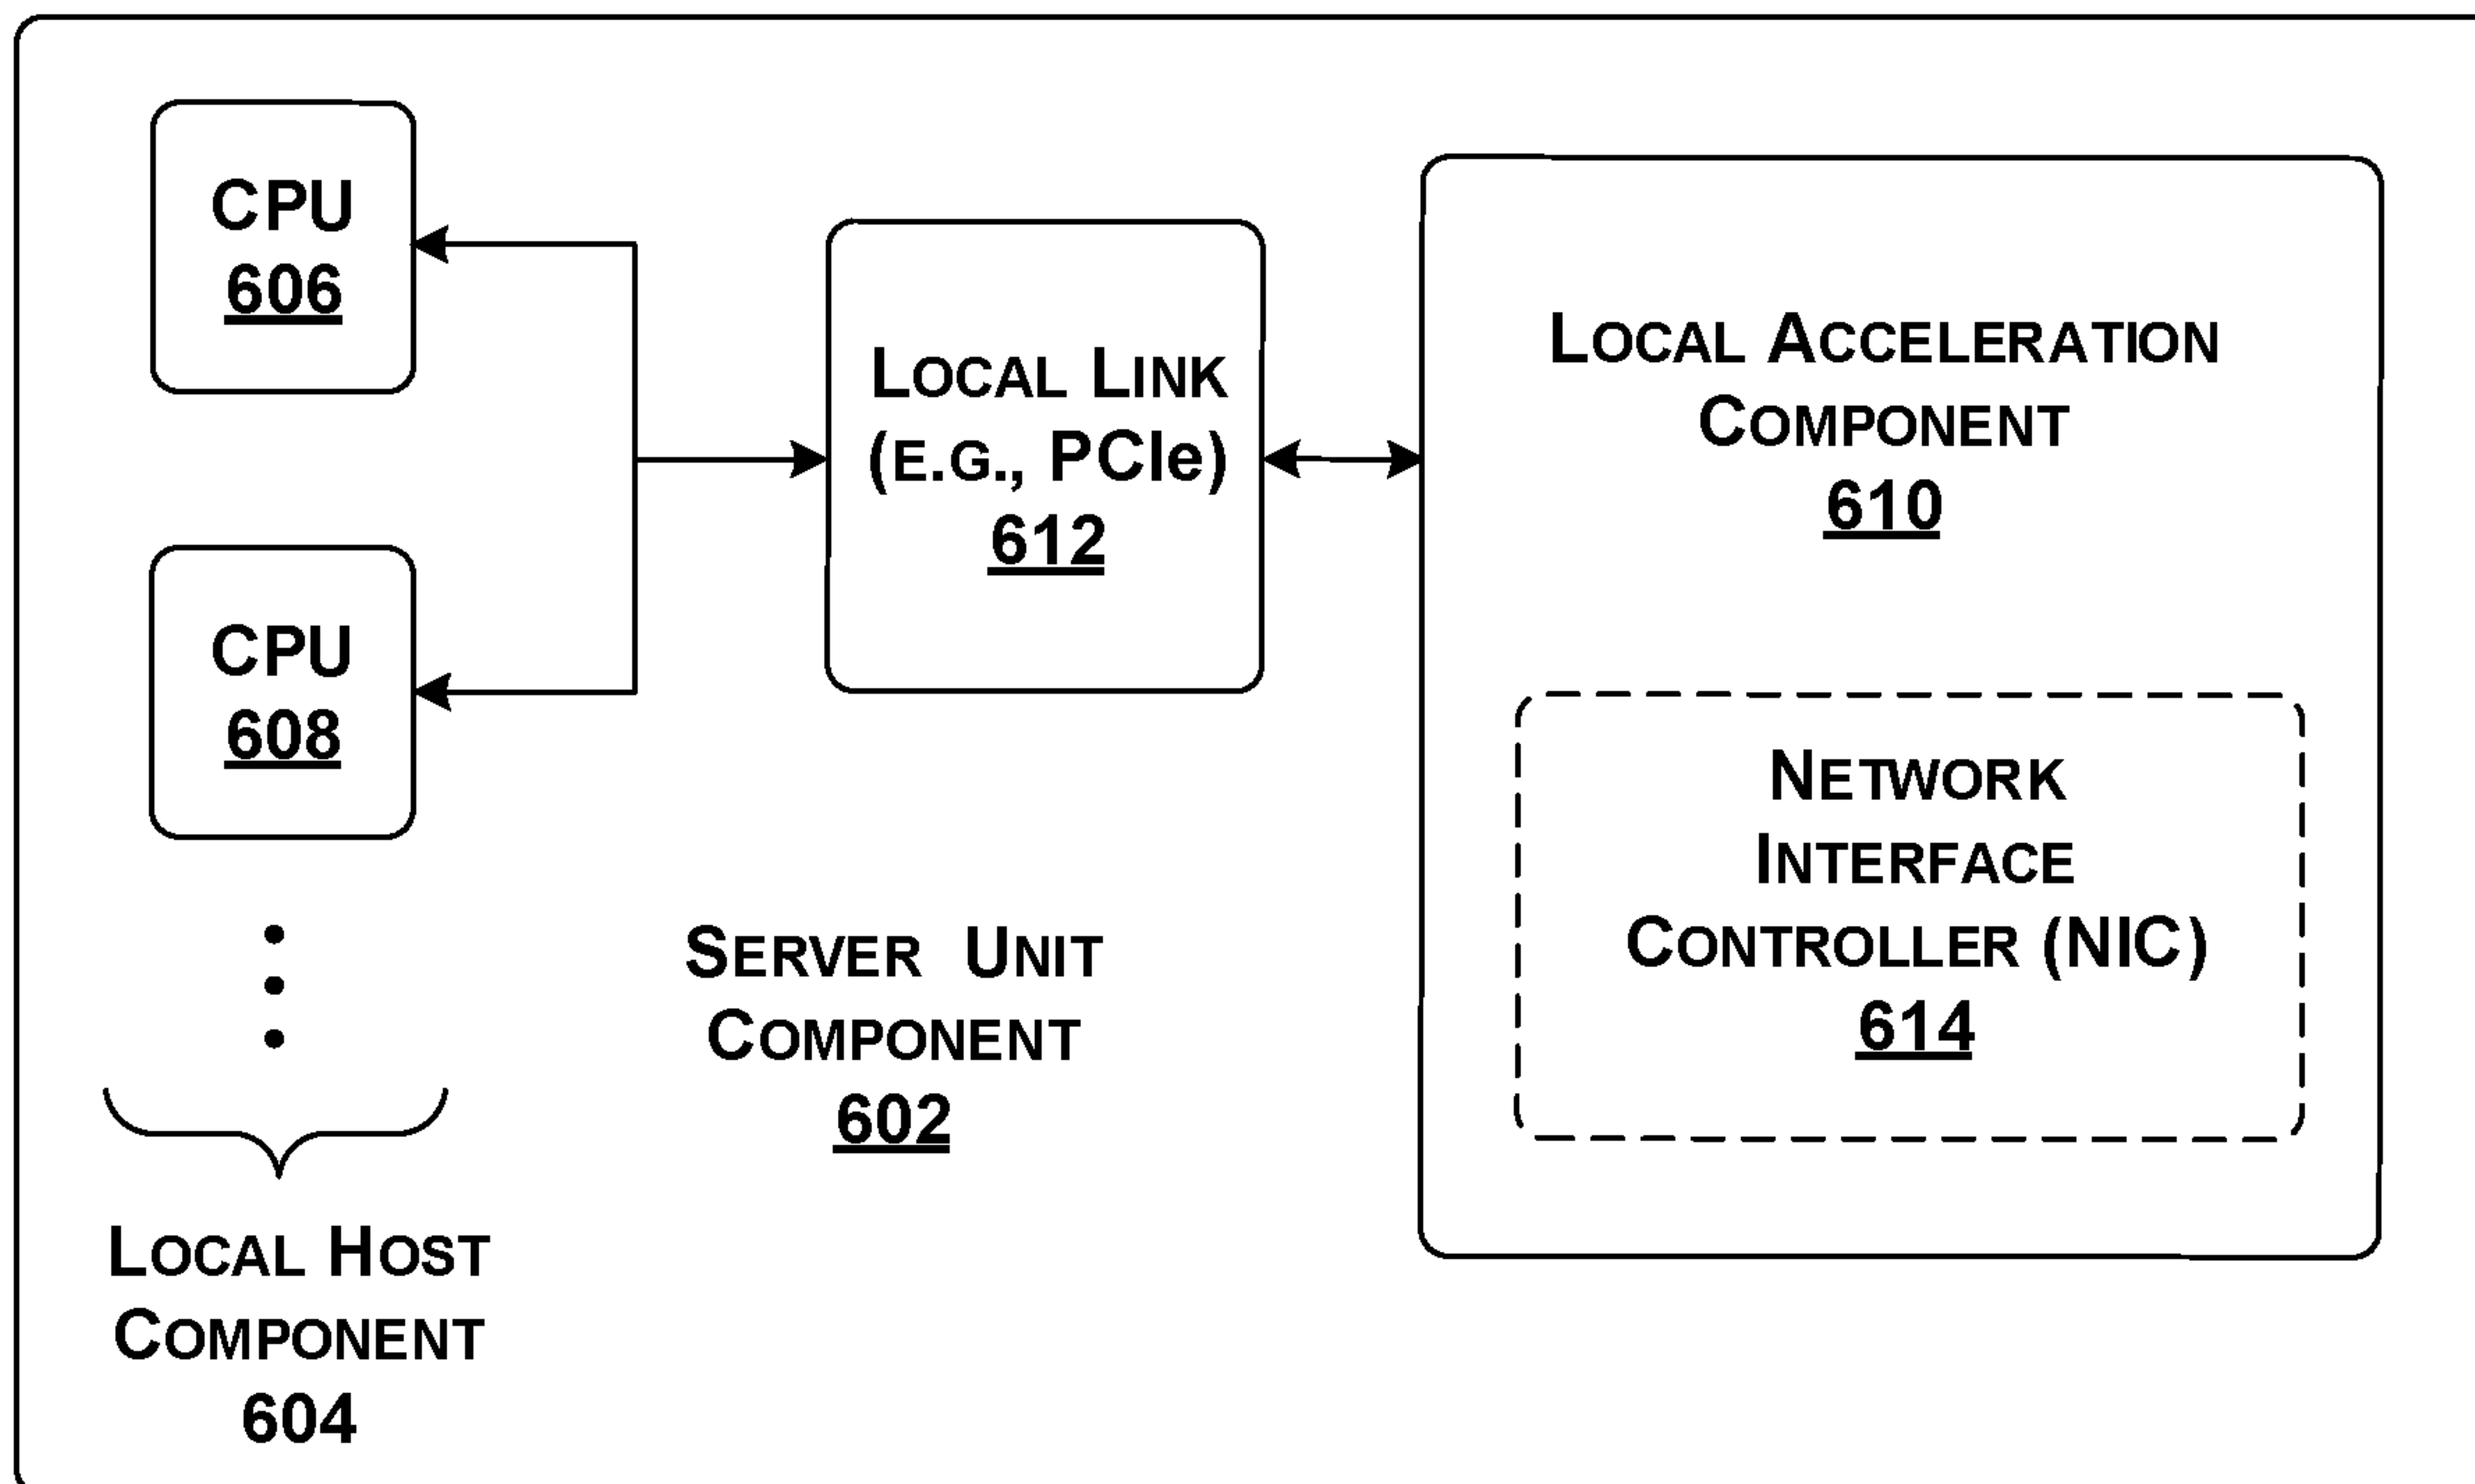 CPU
606
CPU
608
LOCAL HOST
COMPONENT
604
LOCAL LINK
(E.G., PCIe)
612
SERVER UNIT
COMPONENT
602
LOCAL ACCELERATION
COMPONENT
610
NETWORK
INTERFACE
CONTROLLER (NIC)
614